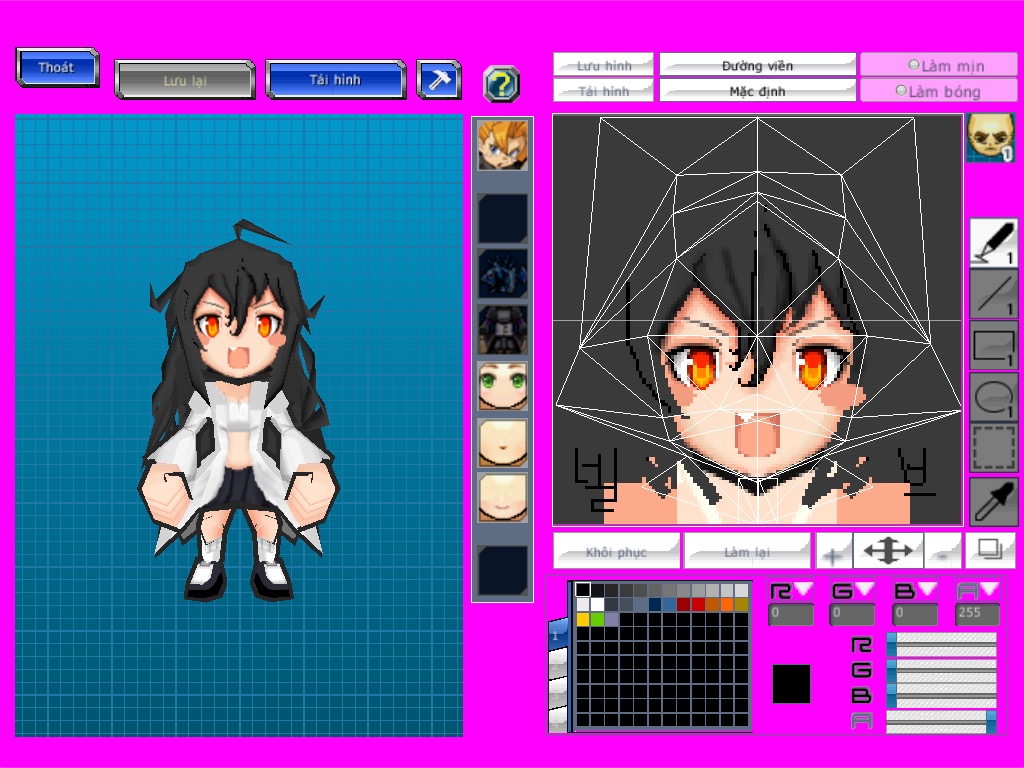 Thoát
Lưu lại
Tải hình
?
Lưu hình
Đường viền
Làm mịn
Tải hình
Mặc định
Làm bóng
1
1
1
1
1
Khôi phục
Làm lại
+
-
R
G
B
A
0
0
0
255
1
R
G
B
A